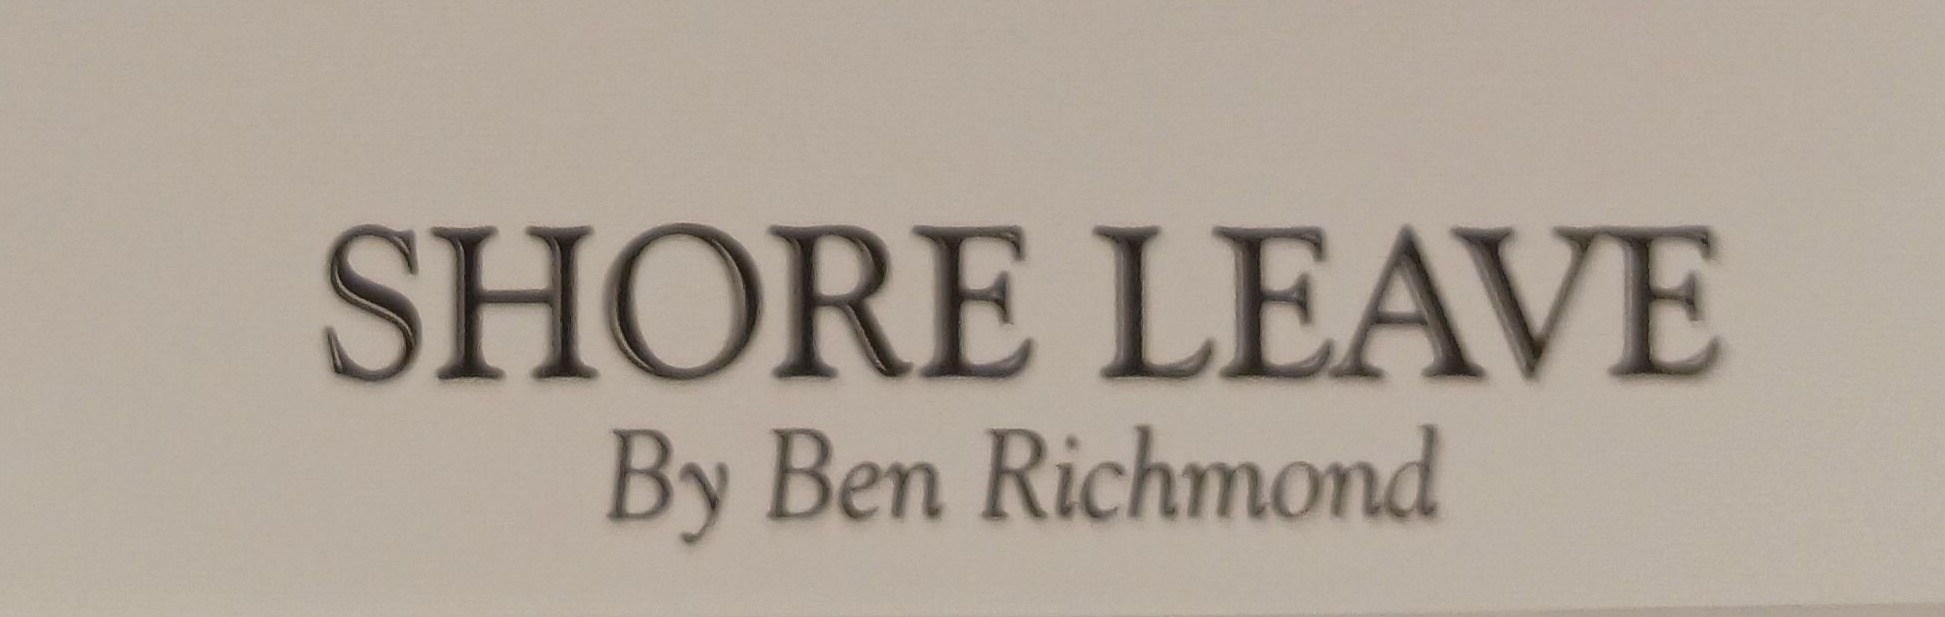 SHORE LEAVE
By Ben Richmond